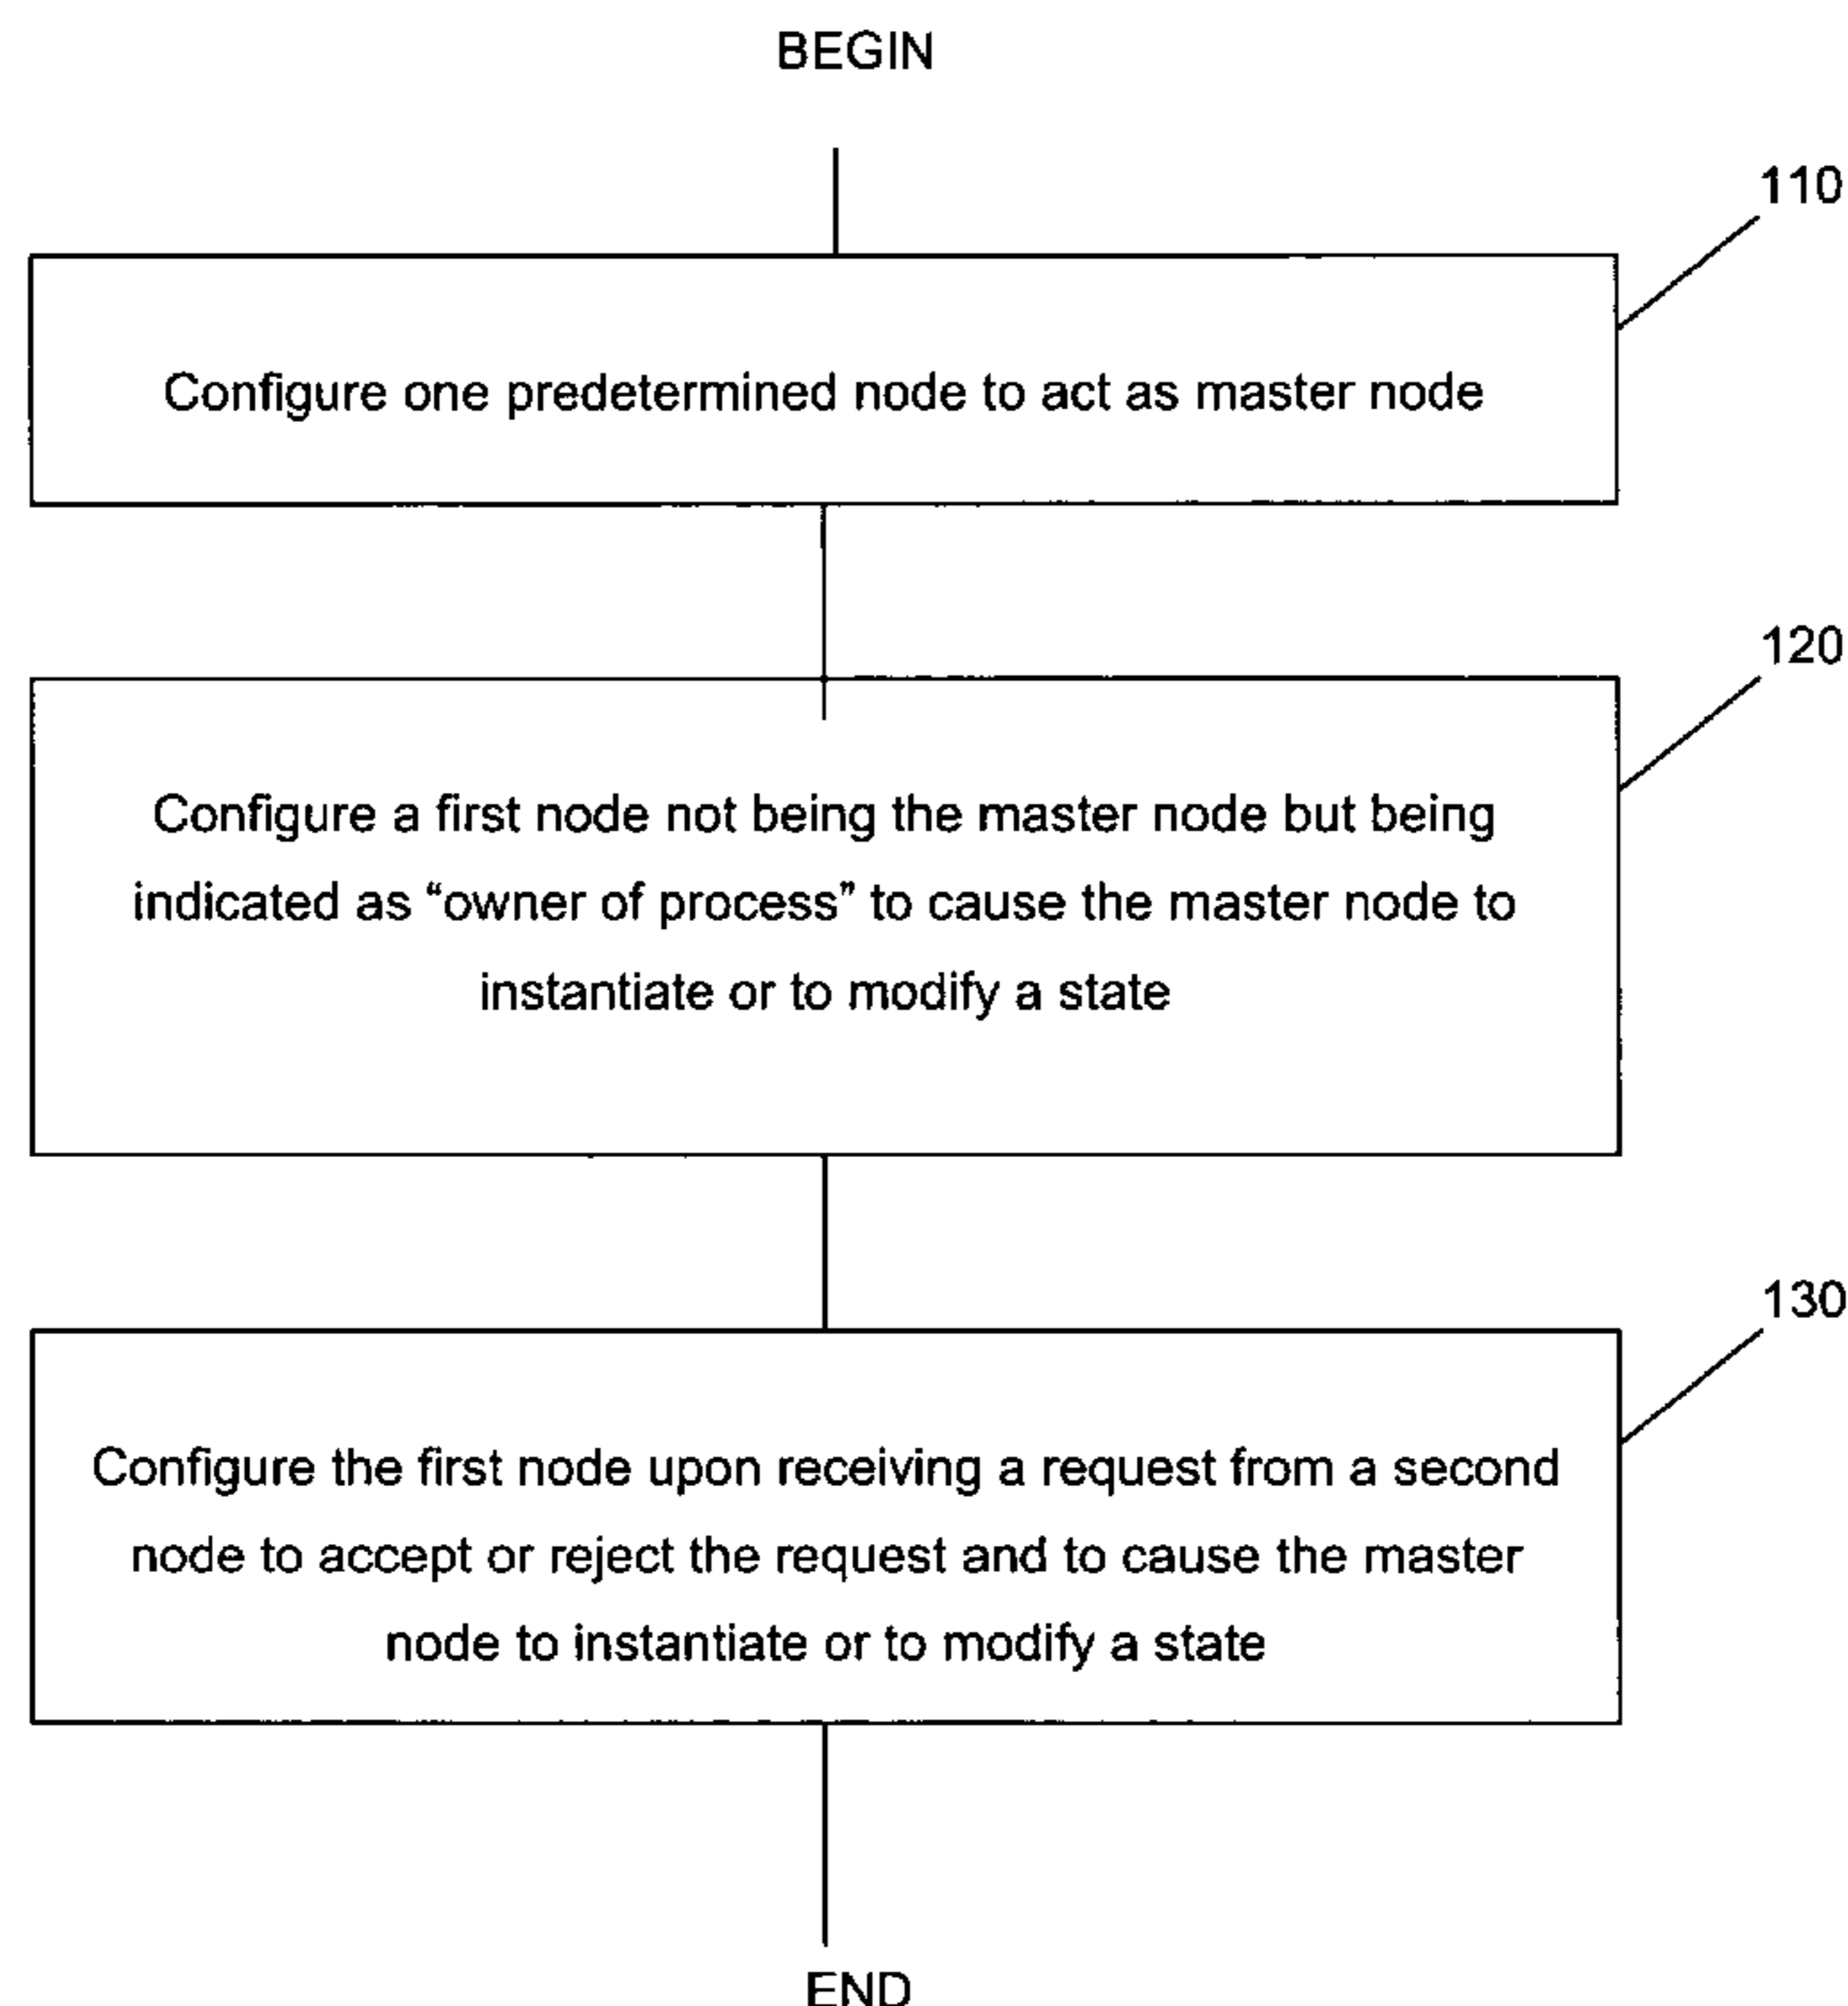 BEGIN
110
Configure one predetermined node to act as master node
120
Configure a first node not being the master node but being
indicated as “owner of process” to cause the master node to
instantiate or to modify a state
130
Configure the first node upon receiving a request from a second
node to accept or reject the request and to cause the master
node to instantiate or to modify a state
END